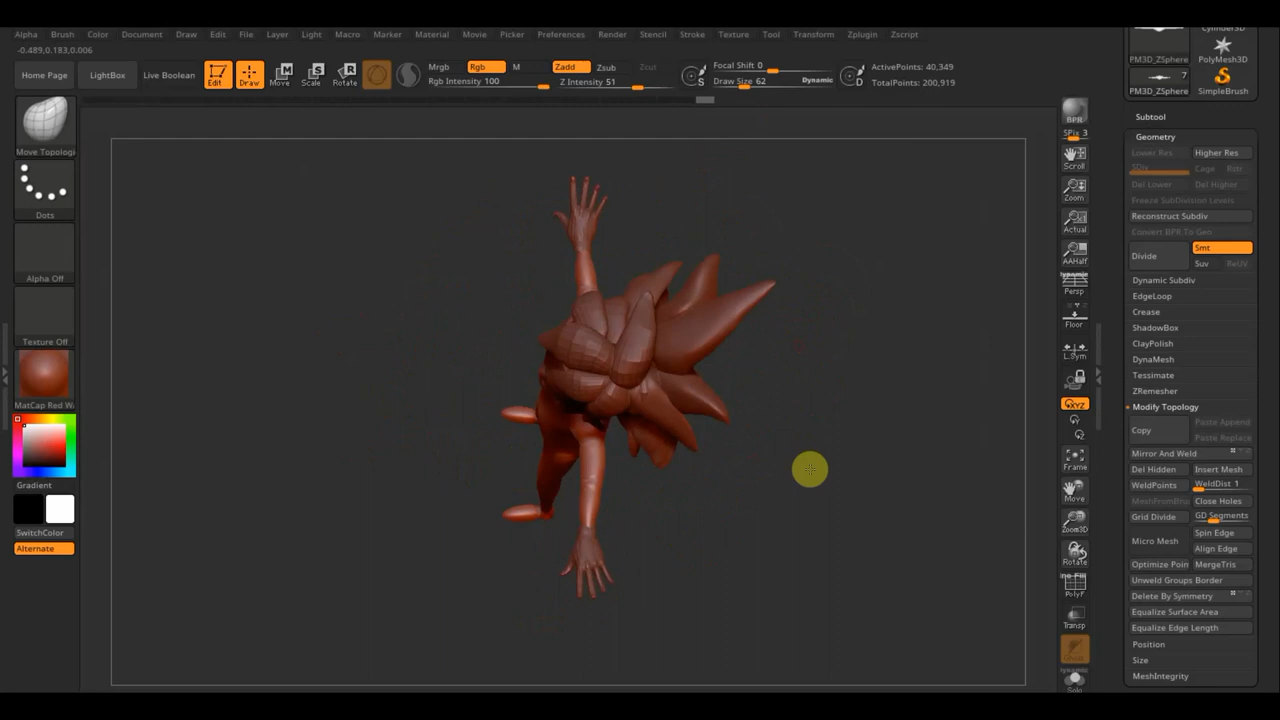 Alpha Brush Color Document Draw Edit File Layer Light Macro Marker Material Movie Picker Preferences Render Stencil Stroke Texture Tool Transform Zplugin Zscript
-0.489,0.183,0.006
Home Page
LightBox
Live Boolean
Edit
Draw
Move
Scale
Rotate
Mrgb
Rgb
M
Rgb Intensity 100
Zadd
Zsub
Zcut
Z Intensity 51
S
Focal Shift 0
Draw Size 62
Dynamic
D
ActivePoints: 40,349
TotalPoints: 200,919
Move Topologi
Dots
Alpha Off
Texture Off
MatCap Red W
Gradient
SwitchColor
Alternate
BPR
SPix 3
Scroll
Zoom
Actual
AAHalf
Dynamic
Persp
Floor
L.Sym
XYZ
Frame
Move
Zoom3D
Rotate
PolyF
Transp
Solo
PM3D_ZSphere
PolyMesh3D
7
PM3D_ZSphere
SimpleBrush
Subtool
Geometry
Lower Res
Higher Res
SDiv
Cage
Rstr
Del Lower
Del Higher
Freeze SubDivision Levels
Reconstruct Subdiv
Convert BPR To Geo
Divide
Smt
Suv
ReUV
Dynamic Subdiv
EdgeLoop
Crease
ShadowBox
ClayPolish
DynaMesh
Tessimate
ZRemesher
Modify Topology
Copy
Paste Append
Paste Replace
Mirror And Weld
Del Hidden
Insert Mesh
WeldPoints
WeldDist 1
MeshFromBru
Close Holes
Grid Divide
GD Segments
Micro Mesh
Spin Edge
Align Edge
Optimize Poin
MergeTris
Unweld Groups Border
Delete By Symmetry
Equalize Surface Area
Equalize Edge Length
Position
Size
MeshIntegrity